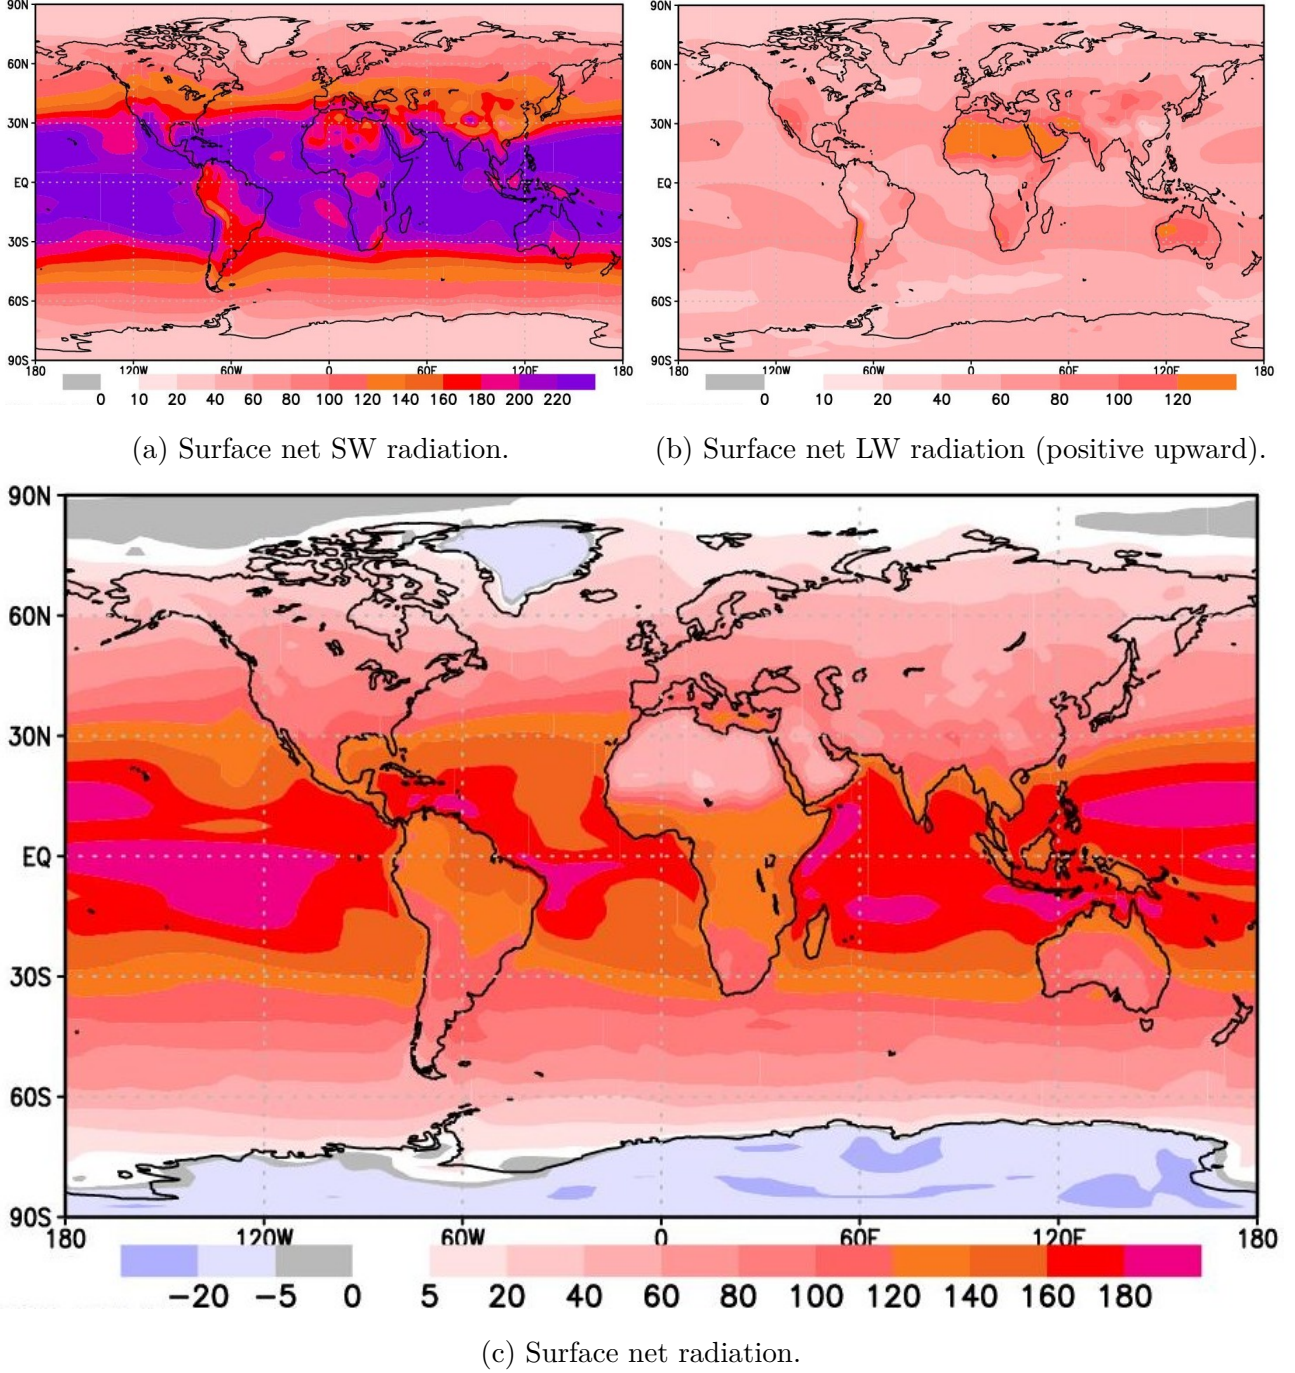 90N
60N
30N
EQ
30S
60S
90S
180 120W 60W 0 60E 120E 180
0 10 20 40 60 80 100 120 140 160 180 200 220
(a) Surface net SW radiation.
90N
60N
30N
EQ
30S
60S
90S
180 120W 60W 0 60E 120E 180
0 10 20 40 60 80 100 120
(b) Surface net LW radiation (positive upward).
90N
60N
30N
EQ
30S
60S
90S
180 120W 60W 0 60E 120E 180
−20 −5 0 5 20 40 60 80 100 120 140 160 180
(c) Surface net radiation.